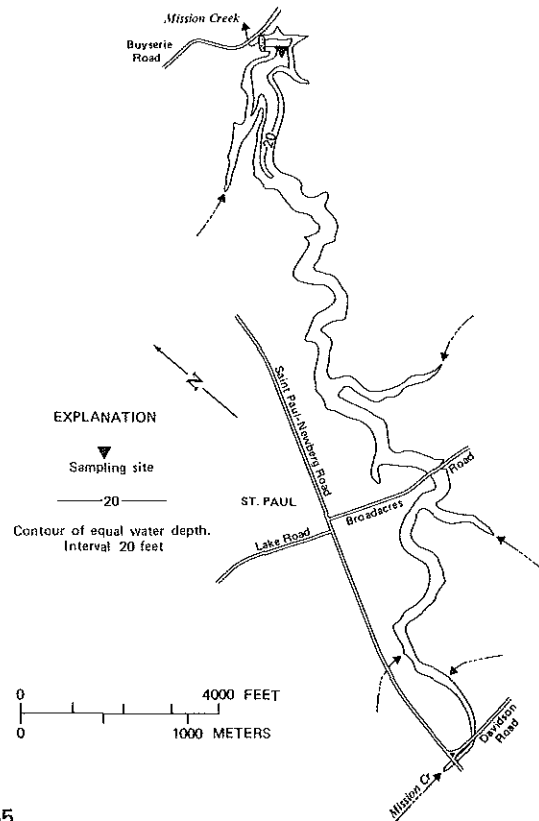 Mission Creek
Buyserie
Road
20
N
Saint Paul-Newberg Road
EXPLANATION
Sampling site
20
Contour of equal water depth.
Interval 20 feet
ST. PAUL
Broadacres
Road
Lake Road
0 4000 FEET
0 1000 METERS
Davidson
Road
Mission Cr
5